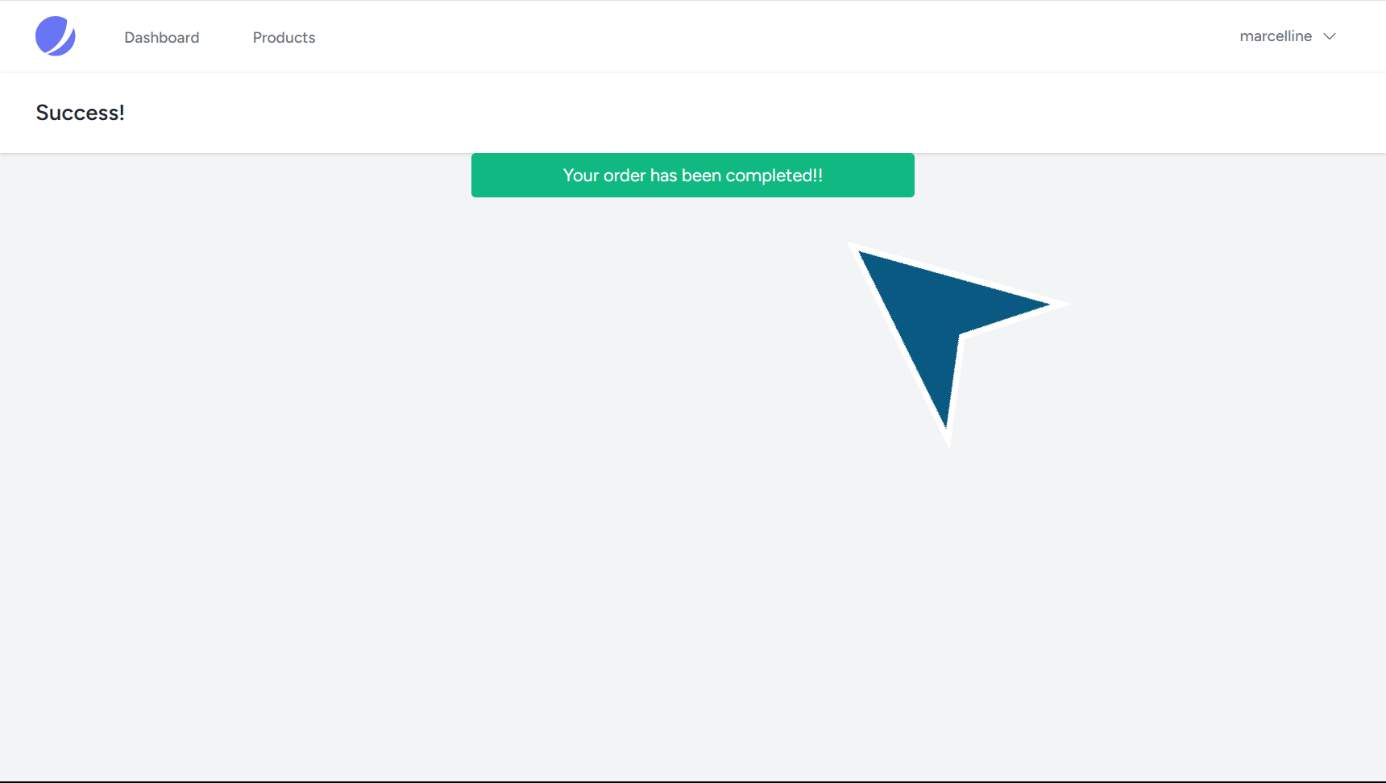 Dashboard
Products
marcelline
Success!
Your order has been completed!!